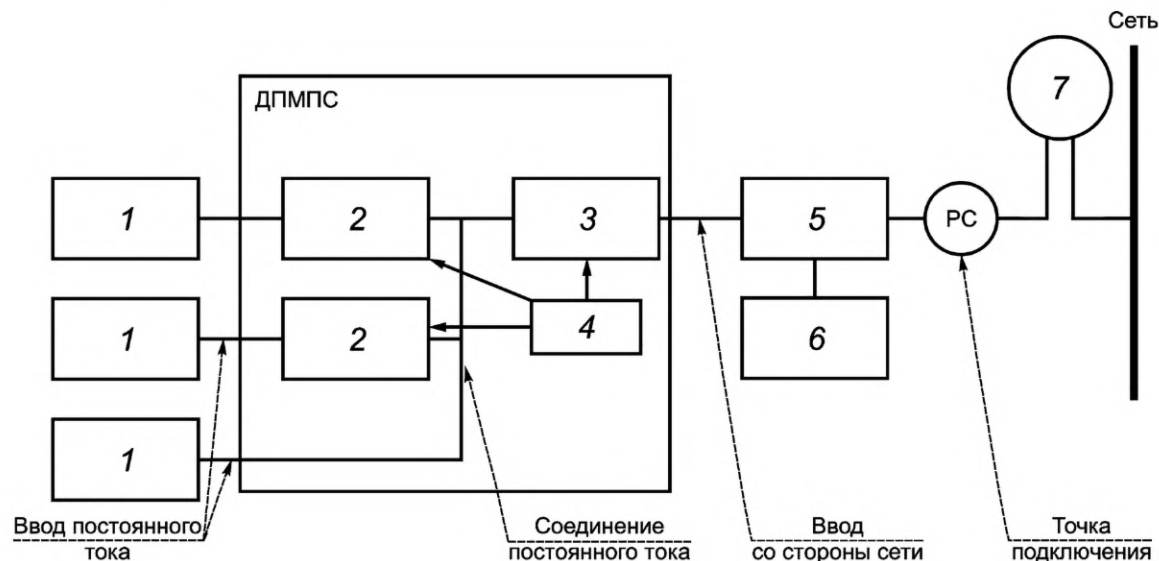 Сеть
7
ДПМПС
1
2
3
5
РС
1
2
4
6
1
Ввод постоянного
тока
Соединение
постоянного тока
Ввод
со стороны сети
Точка
подключения